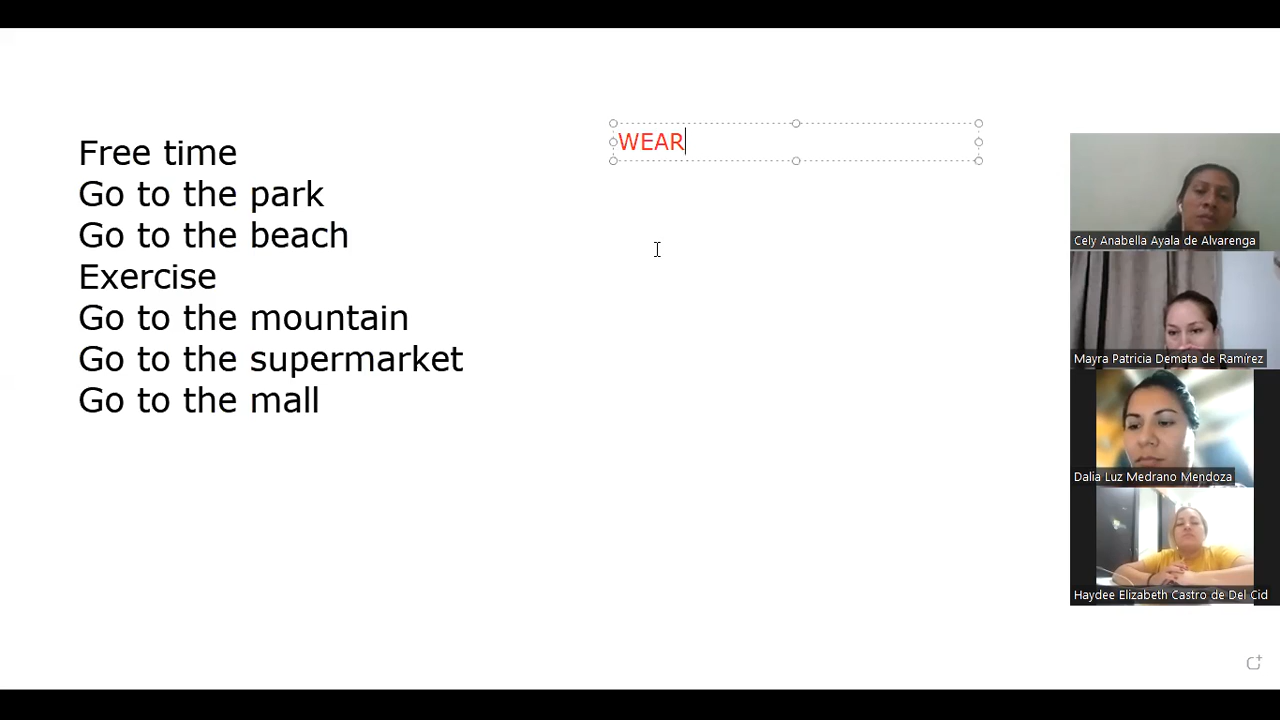 Free time
Go to the park
Go to the beach
Exercise
Go to the mountain
Go to the supermarket
Go to the mall
WEAR
Cely Anabella Ayala de Alvarenga
Mayra Patricia Demata de Ramírez
Dalia Luz Medrano Mendoza
Haydee Elizabeth Castro de Del Cid